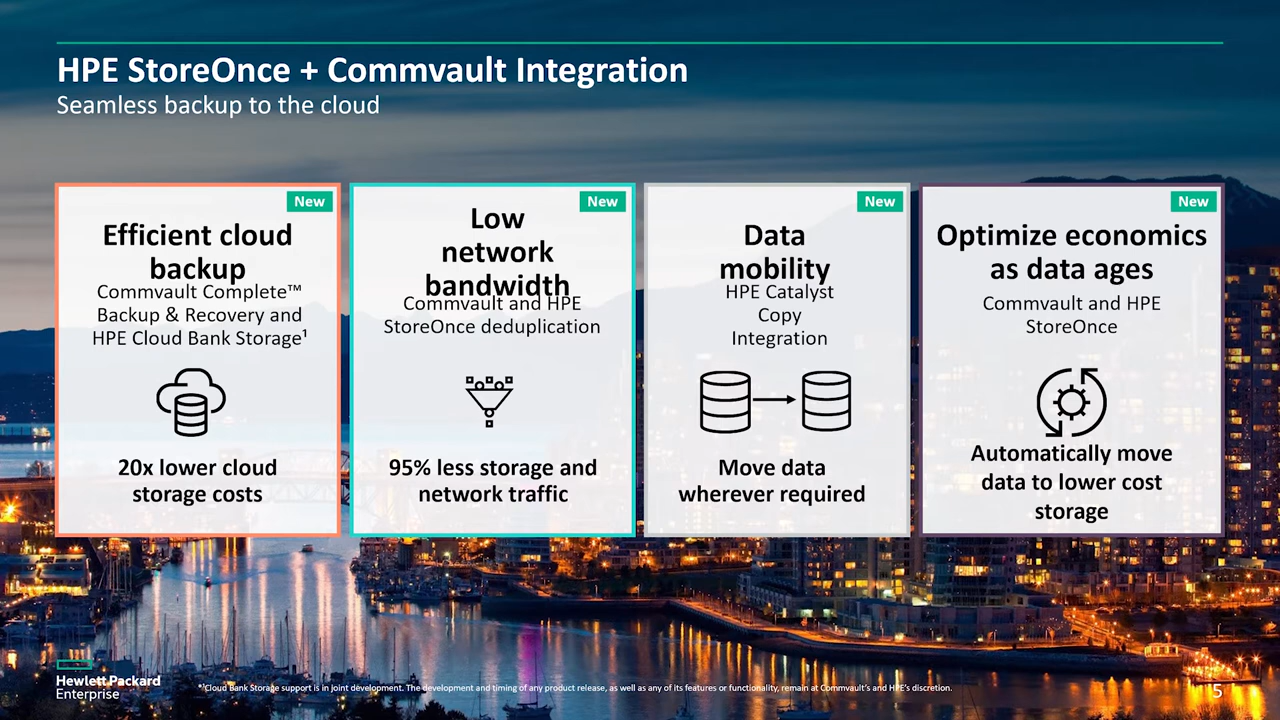 HPE StoreOnce + Commvault Integration
Seamless backup to the cloud
New
Efficient cloud
backup
Commvault Complete™
Backup & Recovery and
HPE Cloud Bank Storage¹
20x lower cloud
storage costs
New
Low
network
bandwidth
Commvault and HPE
StoreOnce deduplication
95% less storage and
network traffic
New
Data
mobility
HPE Catalyst
Copy
Integration
Move data
wherever required
New
Optimize economics
as data ages
Commvault and HPE
StoreOnce
Automatically move
data to lower cost
storage
Hewlett Packard
Enterprise
*¹Cloud Bank Storage support is in joint development. The development and timing of any product release, as well as any of its features or functionality, remain at Commvault's and HPE's discretion.
5